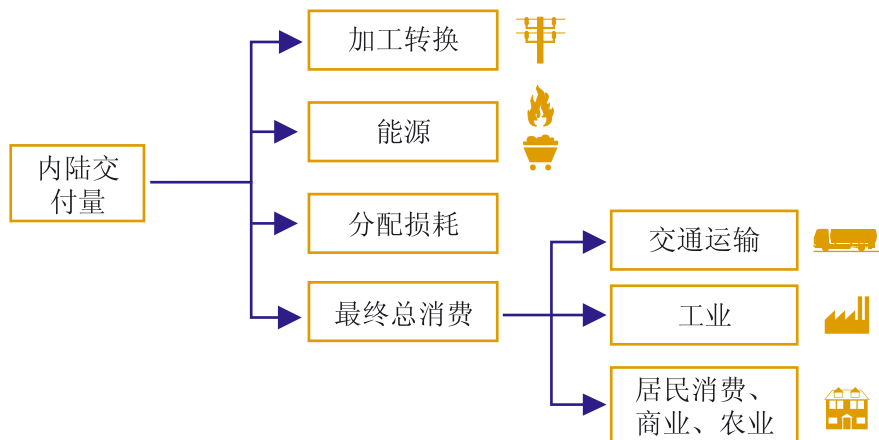 内陆交
付量
加工转换
能源
分配损耗
最终总消费
交通运输
工业
居民消费、
商业、农业